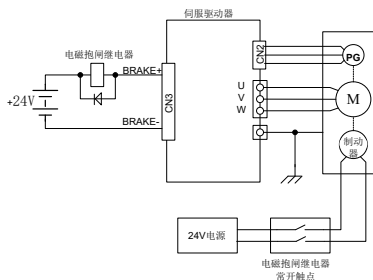 伺服驱动器
电磁抱闸继电器
BRAKE+
+24V
BRAKE-
CN3
CN2
U
V
W
PG
M
制动
器
24V电源
电磁抱闸继电器
常开触点